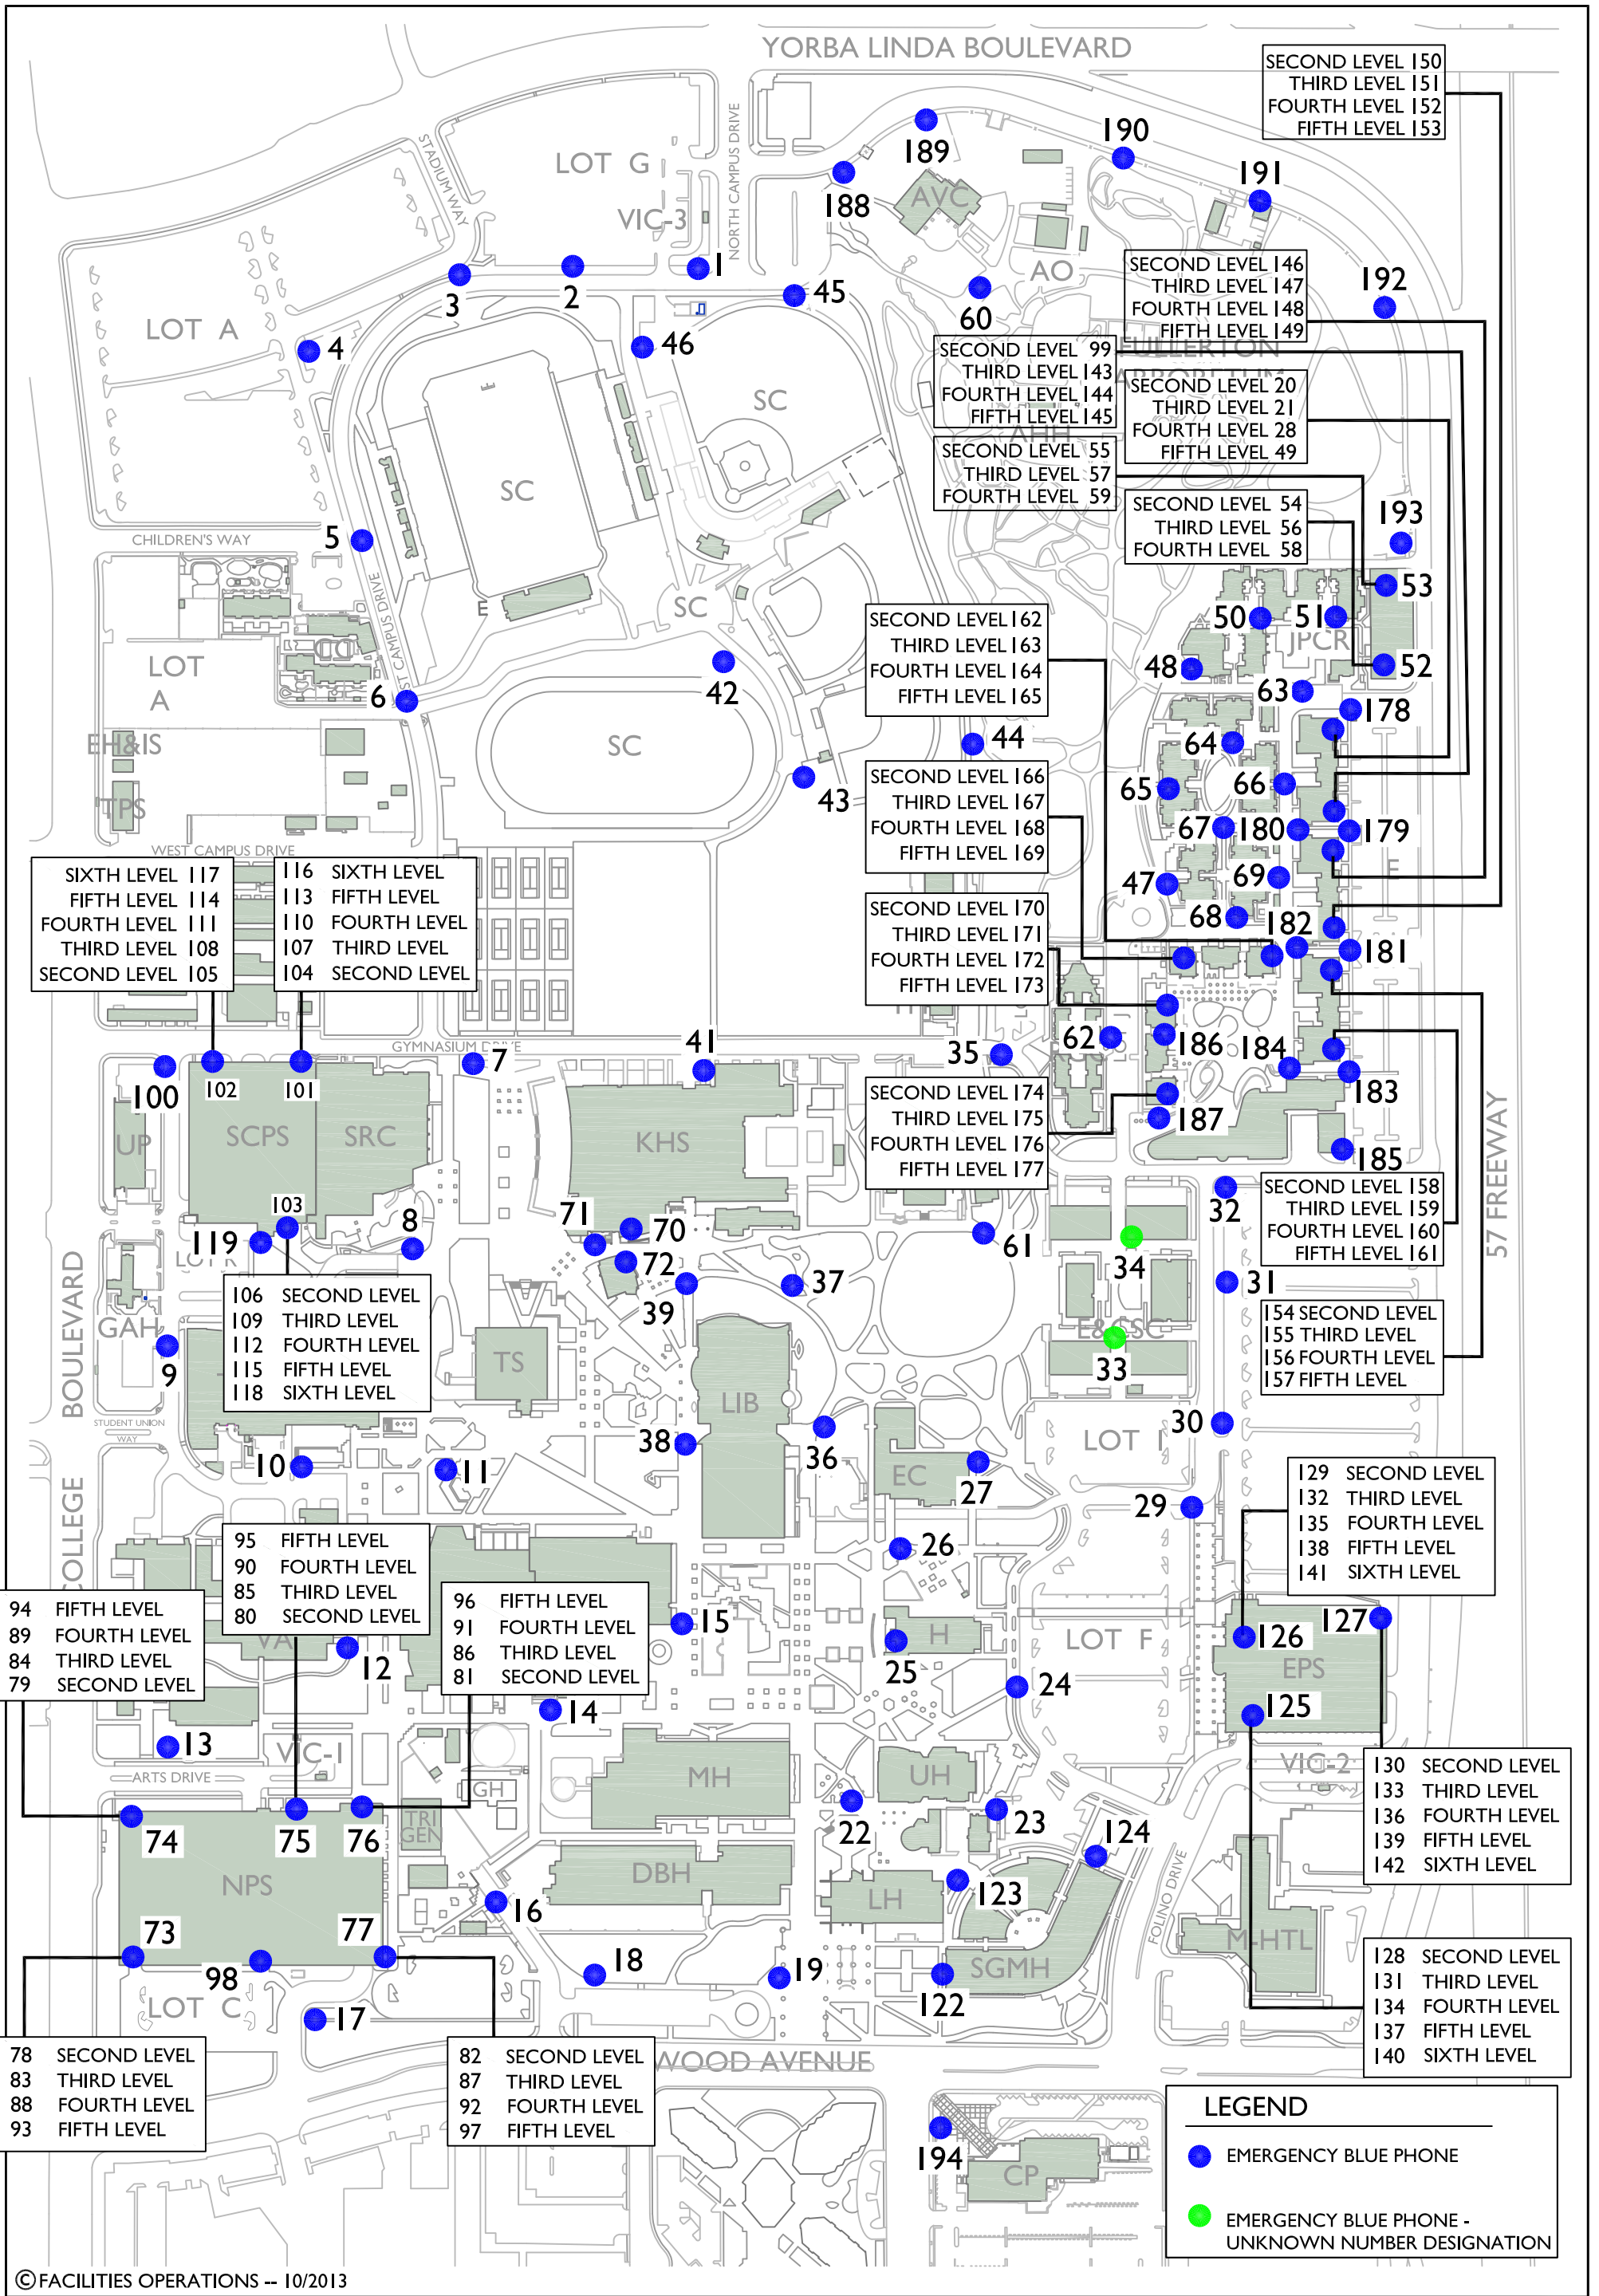 YORBA LINDA BOULEVARD
SECOND LEVEL 150
THIRD LEVEL 151
FOURTH LEVEL 152
FIFTH LEVEL 153
STADIUM WAY
LOT G
NORTH CAMPUS DRIVE
VIC-3
189
190
191
188
AVC
AO
1
2
3
45
46
60
192
LOT A
4
SECOND LEVEL 146
THIRD LEVEL 147
FOURTH LEVEL 148
FIFTH LEVEL 149
FULLERTON
ARBORETUM
SECOND LEVEL 99
THIRD LEVEL 143
FOURTH LEVEL 144
FIFTH LEVEL 145
SECOND LEVEL 20
THIRD LEVEL 21
FOURTH LEVEL 28
FIFTH LEVEL 49
AHH
SECOND LEVEL 55
THIRD LEVEL 57
FOURTH LEVEL 59
SECOND LEVEL 54
THIRD LEVEL 56
FOURTH LEVEL 58
SC
SC
E
5
CHILDREN'S WAY
193
53
50
51
JPCR
52
48
63
178
SC
E
CC
LOT
A
6
42
SECOND LEVEL 162
THIRD LEVEL 163
FOURTH LEVEL 164
FIFTH LEVEL 165
EH&IS
SC
44
64
65
66
TPS
43
SECOND LEVEL 166
THIRD LEVEL 167
FOURTH LEVEL 168
FIFTH LEVEL 169
67
180
179
E
WEST CAMPUS DRIVE
47
69
68
182
181
SIXTH LEVEL 117
FIFTH LEVEL 114
FOURTH LEVEL 111
THIRD LEVEL 108
SECOND LEVEL 105
116 SIXTH LEVEL
113 FIFTH LEVEL
110 FOURTH LEVEL
107 THIRD LEVEL
104 SECOND LEVEL
SECOND LEVEL 170
THIRD LEVEL 171
FOURTH LEVEL 172
FIFTH LEVEL 173
GYMNASIUM DRIVE
7
41
35
62
186
184
183
100
102
101
UP
SCPS
SRC
KHS
SECOND LEVEL 174
THIRD LEVEL 175
FOURTH LEVEL 176
FIFTH LEVEL 177
187
185
57 FREEWAY
103
119
8
71
70
72
61
32
34
SECOND LEVEL 158
THIRD LEVEL 159
FOURTH LEVEL 160
FIFTH LEVEL 161
GAH
9
106 SECOND LEVEL
109 THIRD LEVEL
112 FOURTH LEVEL
115 FIFTH LEVEL
118 SIXTH LEVEL
39
37
31
E&CSC
33
154 SECOND LEVEL
155 THIRD LEVEL
156 FOURTH LEVEL
157 FIFTH LEVEL
TS
LIB
COLLEGE BOULEVARD
STUDENT UNION
WAY
10
11
38
36
EC
27
LOT I
30
29
129 SECOND LEVEL
132 THIRD LEVEL
135 FOURTH LEVEL
138 FIFTH LEVEL
141 SIXTH LEVEL
26
95 FIFTH LEVEL
90 FOURTH LEVEL
85 THIRD LEVEL
80 SECOND LEVEL
94 FIFTH LEVEL
89 FOURTH LEVEL
84 THIRD LEVEL
79 SECOND LEVEL
96 FIFTH LEVEL
91 FOURTH LEVEL
86 THIRD LEVEL
81 SECOND LEVEL
VA
12
15
H
25
LOT F
126
127
EPS
24
125
13
14
VIC-1
ARTS DRIVE
GH
MH
UH
VIC-2
130 SECOND LEVEL
133 THIRD LEVEL
136 FOURTH LEVEL
139 FIFTH LEVEL
142 SIXTH LEVEL
74
75
76
TRI
GEN
22
23
124
NPS
DBH
LH
123
FOLINO DRIVE
M-HTL
16
73
77
98
18
19
SGMH
122
128 SECOND LEVEL
131 THIRD LEVEL
134 FOURTH LEVEL
137 FIFTH LEVEL
140 SIXTH LEVEL
LOT C
17
78 SECOND LEVEL
83 THIRD LEVEL
88 FOURTH LEVEL
93 FIFTH LEVEL
82 SECOND LEVEL
87 THIRD LEVEL
92 FOURTH LEVEL
97 FIFTH LEVEL
WOOD AVENUE
194
CP
LEGEND
EMERGENCY BLUE PHONE
EMERGENCY BLUE PHONE -
UNKNOWN NUMBER DESIGNATION
© FACILITIES OPERATIONS -- 10/2013